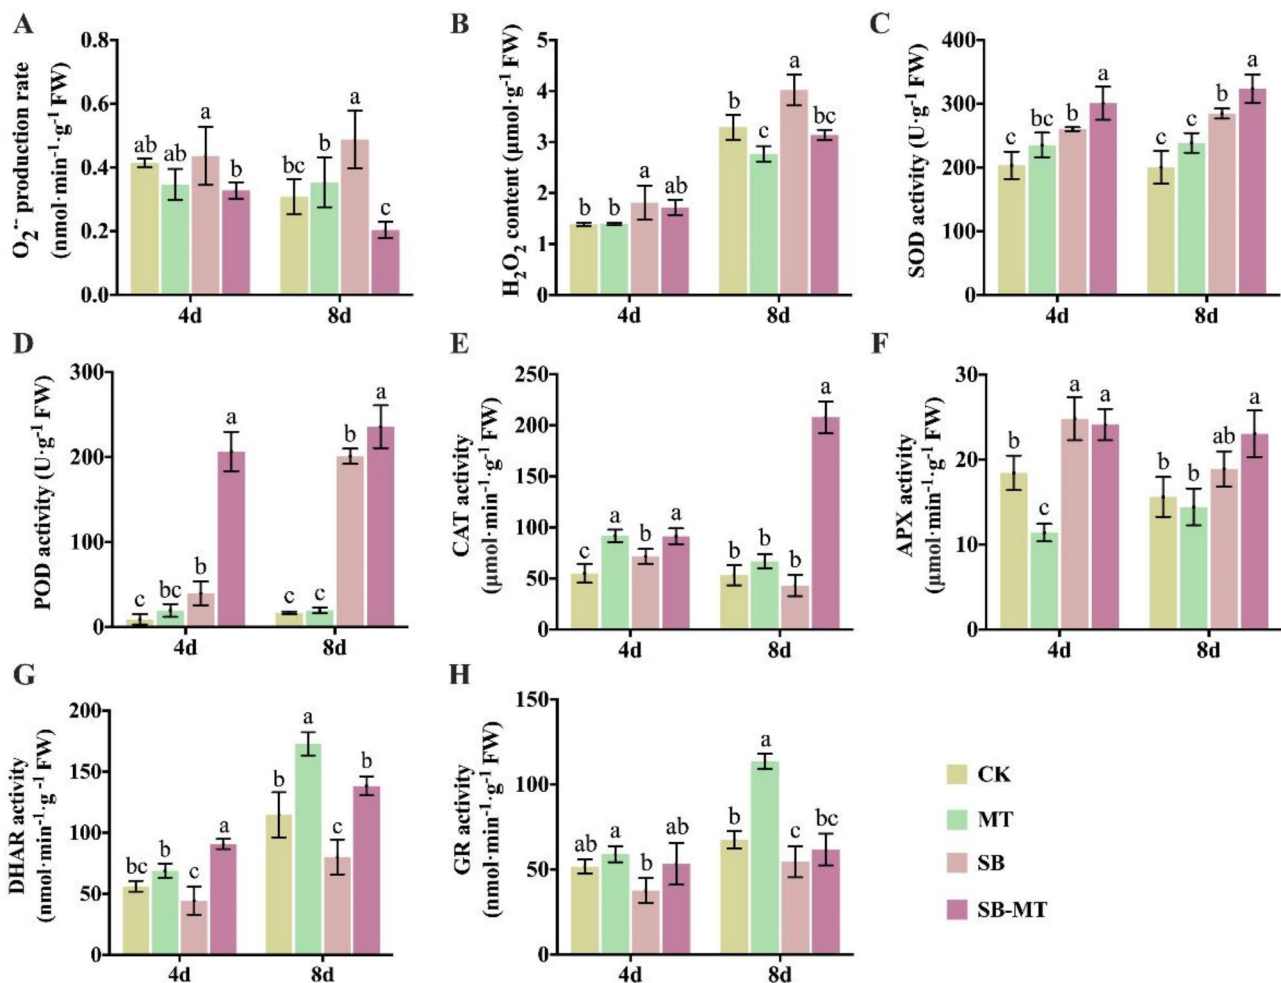 A
O₂·⁻ production rate
(nmol·min⁻¹·g⁻¹ FW)
0.8
0.6
0.4
0.2
0.0
ab ab a b
bc b a c
4d 8d
B
H₂O₂ content (μmol·g⁻¹ FW)
5
4
3
2
1
0
b b a ab
b c a bc
4d 8d
C
SOD activity (U·g⁻¹ FW)
400
300
200
100
0
c bc b a
c c b a
4d 8d
D
POD activity (U·g⁻¹ FW)
300
200
100
0
c bc b a
c c b a
4d 8d
E
CAT activity
(μmol·min⁻¹·g⁻¹ FW)
250
200
150
100
50
0
c a b a
b b b a
4d 8d
F
APX activity
(μmol·min⁻¹·g⁻¹ FW)
30
20
10
0
b c a a
b b ab a
4d 8d
G
DHAR activity
(nmol·min⁻¹·g⁻¹ FW)
200
150
100
50
0
bc b c a
b a c b
4d 8d
H
GR activity
(nmol·min⁻¹·g⁻¹ FW)
150
100
50
0
ab a b ab
b a c bc
4d 8d
CK
MT
SB
SB-MT